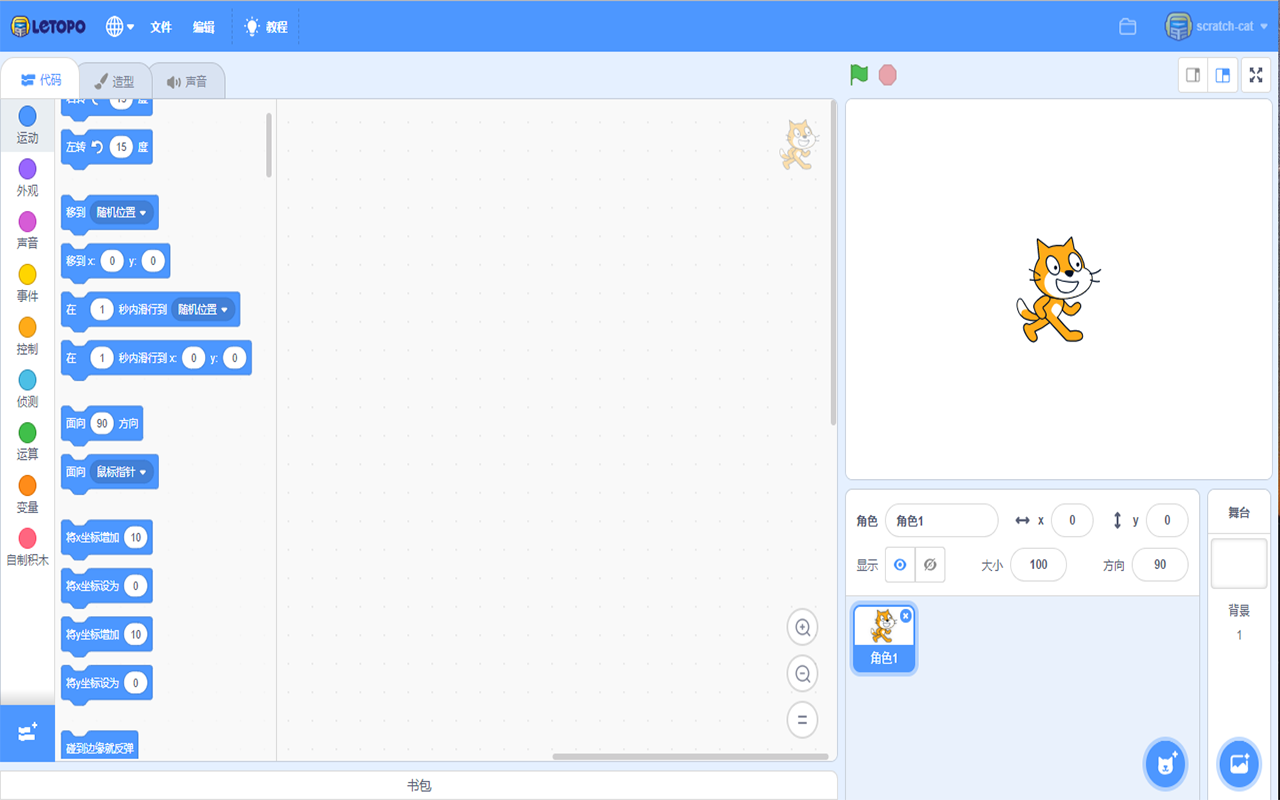 LETOPO 文件 编辑 教程 scratch-cat
代码 造型 声音
运动
外观
声音
事件
控制
侦测
运算
变量
自制积木
右转 15 度
左转 15 度
移到 随机位置
移到 x: 0 y: 0
在 1 秒内滑行到 随机位置
在 1 秒内滑行到 x: 0 y: 0
面向 90 方向
面向 鼠标指针
将x坐标增加 10
将x坐标设为 0
将y坐标增加 10
将y坐标设为 0
碰到边缘就反弹
书包
角色 角色1 x 0 y 0
显示 大小 100 方向 90
角色1
舞台
背景
1